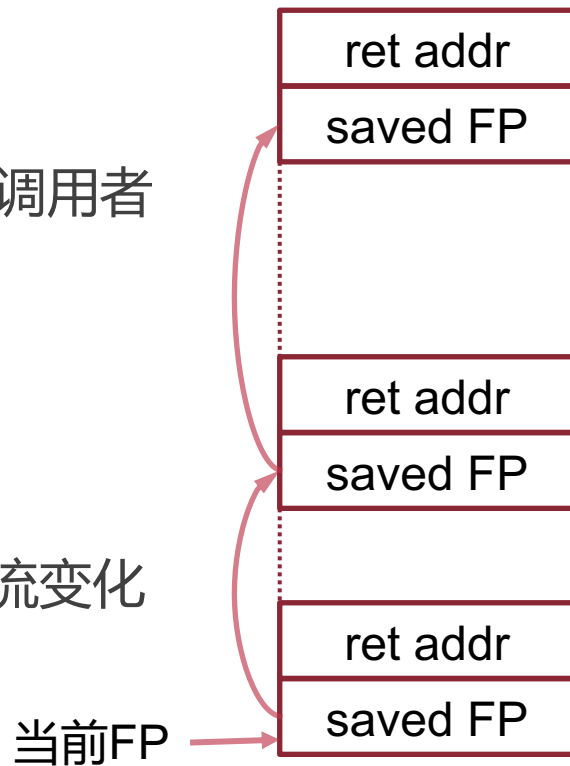 ret addr
saved FP
调用者
ret addr
saved FP
流变化
ret addr
saved FP
当前FP